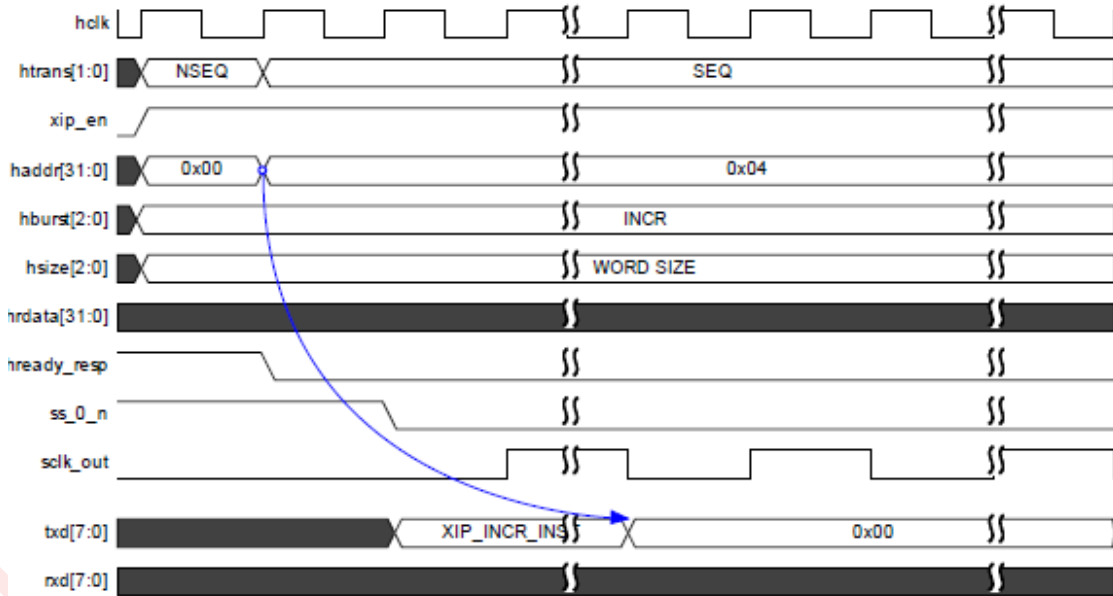 hclk
htrans[1:0] NSEQ SEQ
xip_en
haddr[31:0] 0x00 0x04
hburst[2:0] INCR
hsize[2:0] WORD SIZE
hrdata[31:0]
hready_resp
ss_0_n
sclk_out
txd[7:0] XIP_INCR_INST 0x00
rxd[7:0]